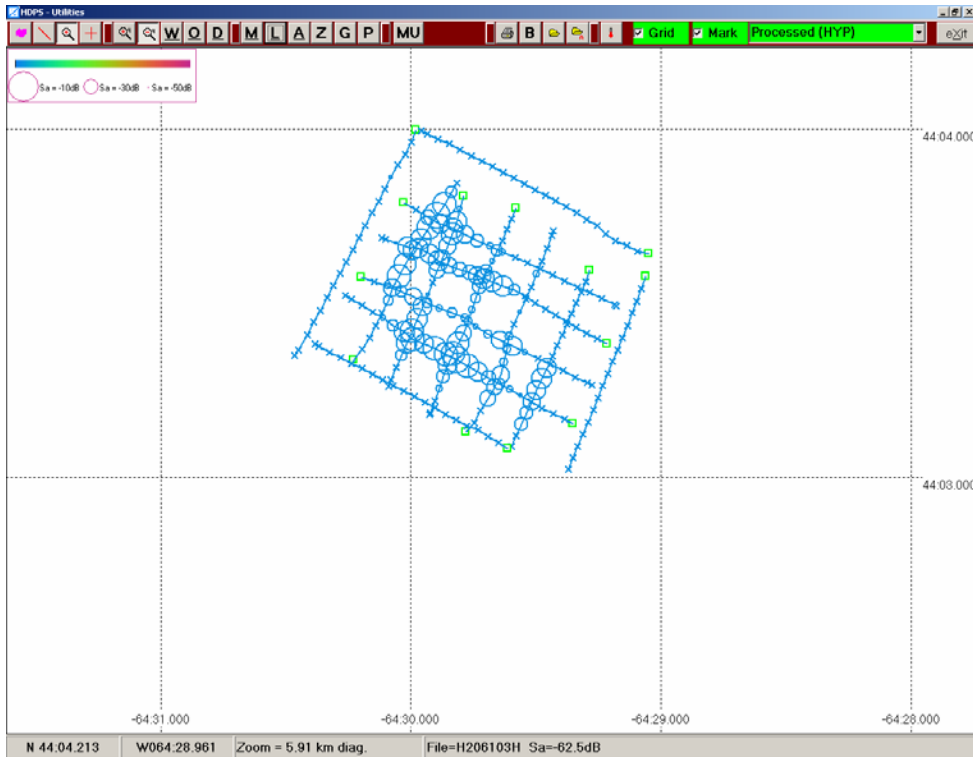 HDPS - Utilities
W O D M L A Z G P MU B Grid Mark Processed (HYP) eXit
Sa = -10dB Sa = -30dB Sa = -50dB
44:04.000
44:03.000
-64:31.000 -64:30.000 -64:29.000 -64:28.000
N 44:04.213 W064:28.961 Zoom = 5.91 km diag. File=H206103H Sa=-62.5dB